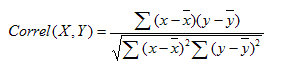 Correl(X,Y) = ∑(x-x̅)(y-y̅) / √∑(x-x̅)²∑(y-y̅)²